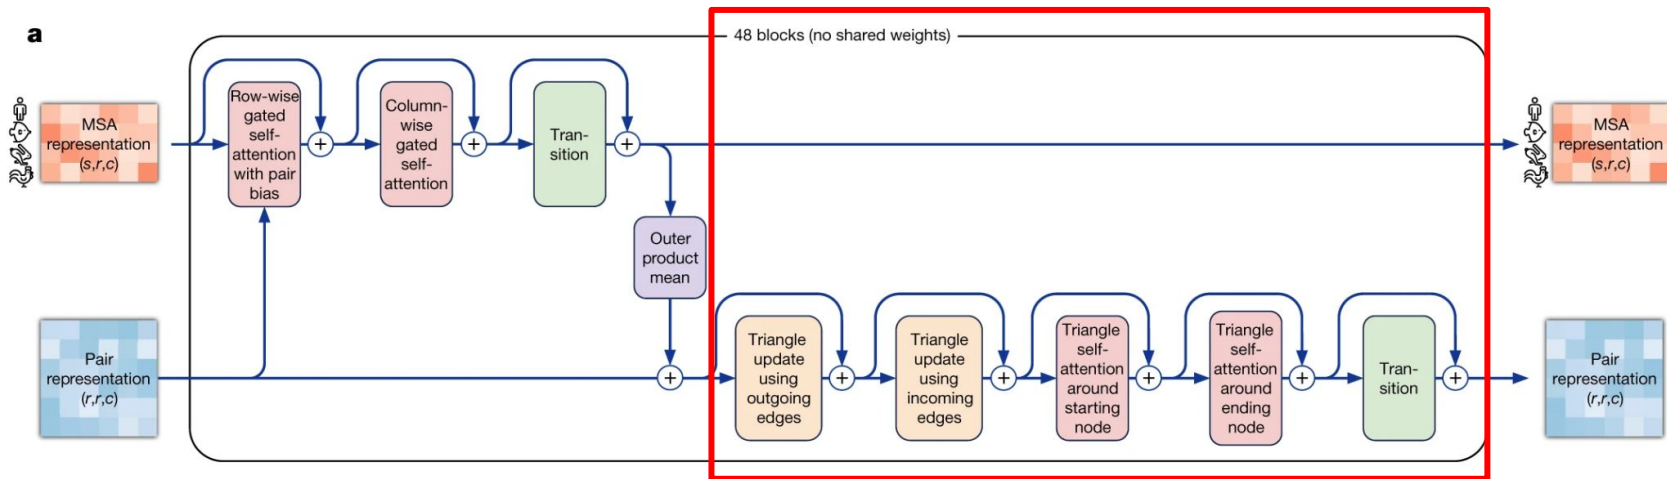 a
48 blocks (no shared weights)
MSA
representation
(s,r,c)
Row-wise
gated
self-
attention
with pair
bias
Column-
wise
gated
self-
attention
Tran-
sition
MSA
representation
(s,r,c)
Outer
product
mean
Pair
representation
(r,r,c)
Triangle
update
using
outgoing
edges
Triangle
update
using
incoming
edges
Triangle
self-
attention
around
starting
node
Triangle
self-
attention
around
ending
node
Tran-
sition
Pair
representation
(r,r,c)